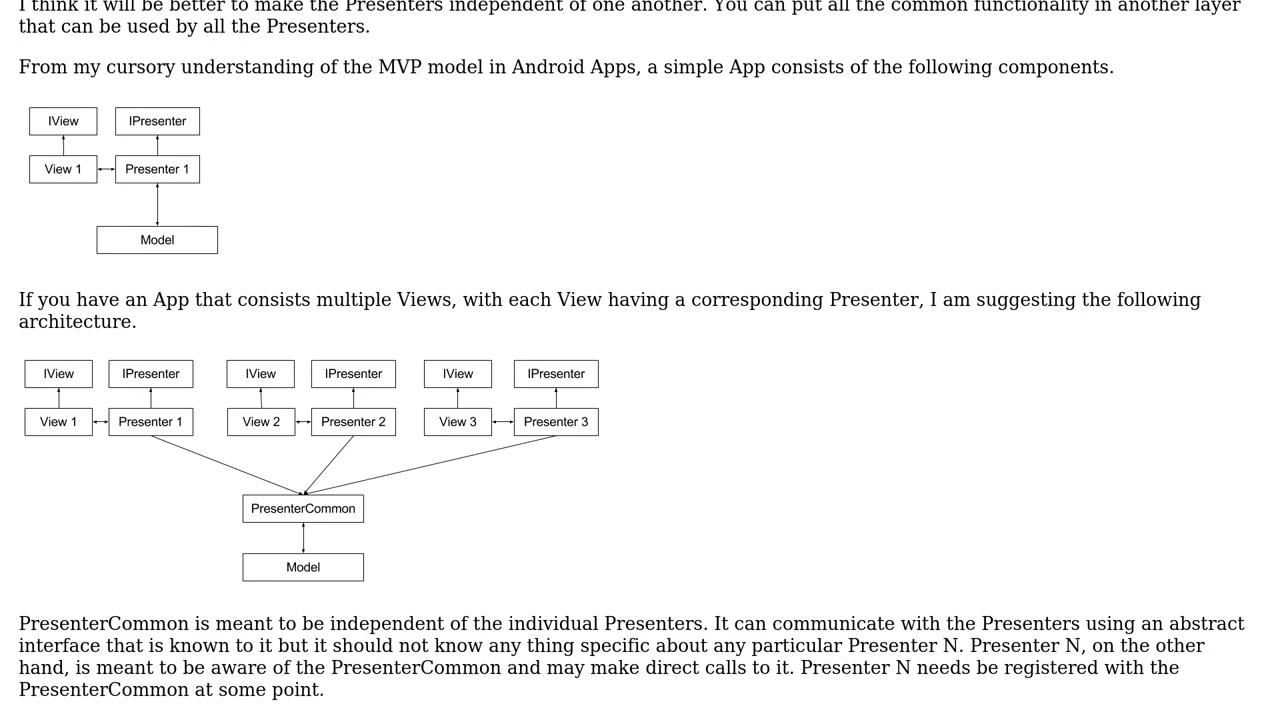 I think it will be better to make the Presenters independent of one another. You can put all the common functionality in another layer
that can be used by all the Presenters.
From my cursory understanding of the MVP model in Android Apps, a simple App consists of the following components.
IView IPresenter
View 1 Presenter 1
Model
If you have an App that consists multiple Views, with each View having a corresponding Presenter, I am suggesting the following
architecture.
IView IPresenter IView IPresenter IView IPresenter
View 1 Presenter 1 View 2 Presenter 2 View 3 Presenter 3
PresenterCommon
Model
PresenterCommon is meant to be independent of the individual Presenters. It can communicate with the Presenters using an abstract
interface that is known to it but it should not know any thing specific about any particular Presenter N. Presenter N, on the other
hand, is meant to be aware of the PresenterCommon and may make direct calls to it. Presenter N needs be registered with the
PresenterCommon at some point.